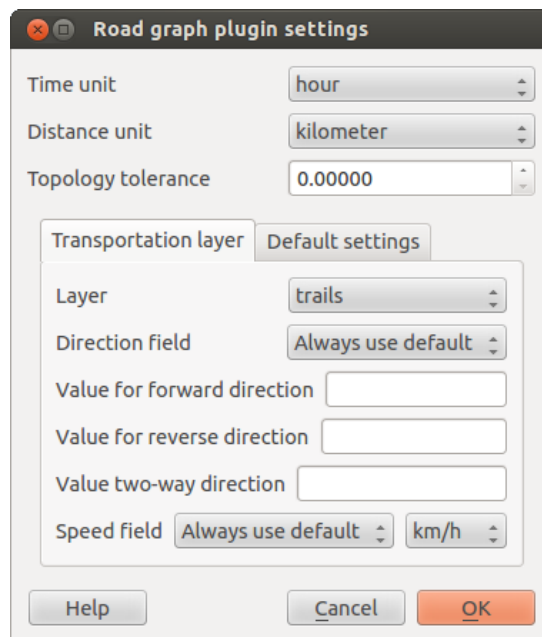 Road graph plugin settings
Time unit hour
Distance unit kilometer
Topology tolerance 0.00000
Transportation layer Default settings
Layer trails
Direction field Always use default
Value for forward direction
Value for reverse direction
Value two-way direction
Speed field Always use default km/h
Help Cancel OK